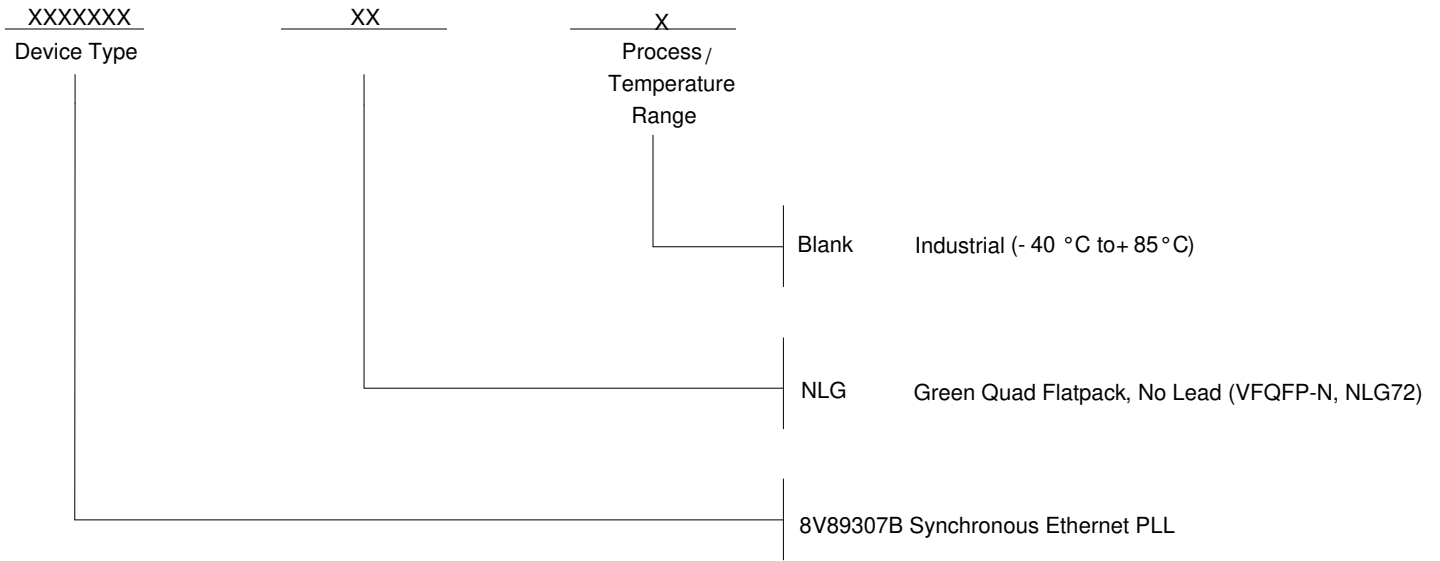 XXXXXXX XX X
Device Type Process/
Temperature
Range
Blank Industrial (- 40 °C to+ 85°C)
NLG Green Quad Flatpack, No Lead (VFQFP-N, NLG72)
8V89307B Synchronous Ethernet PLL